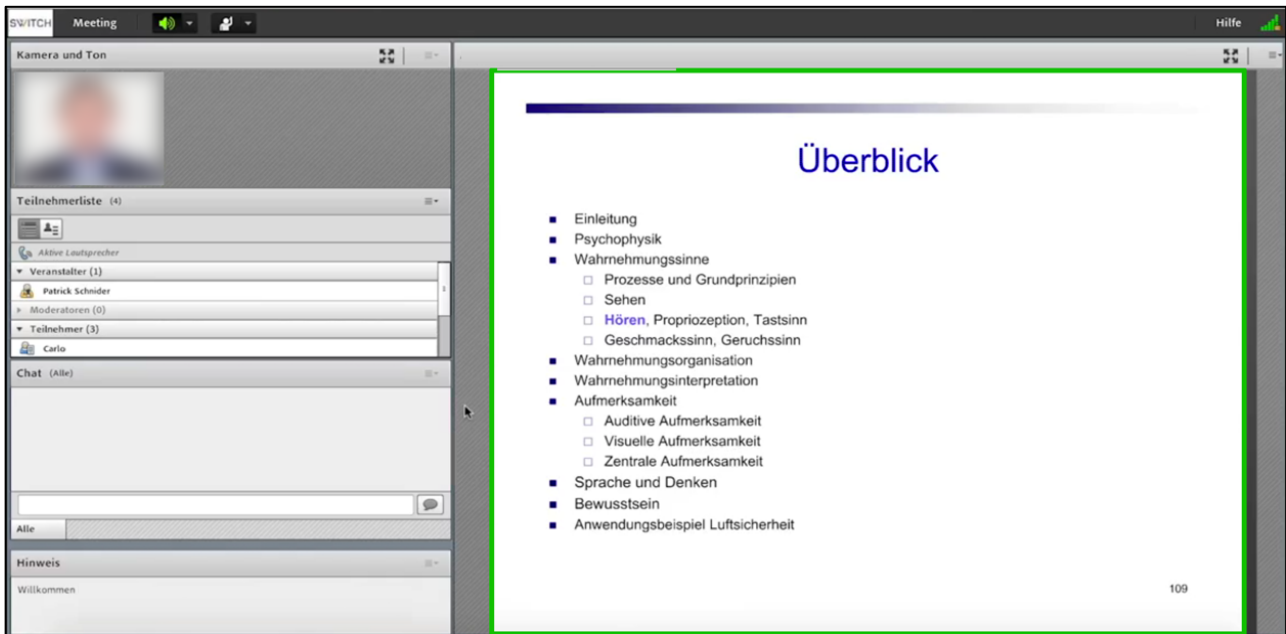 SWITCH Meeting Hilfe
Kamera und Ton
Teilnehmerliste (4)
Aktive Lautsprecher
Veranstalter (1)
Patrick Schnider
Moderatoren (0)
Teilnehmer (3)
Carlo
Chat (Alle)
Alle
Hinweis
Willkommen
Überblick
Einleitung
Psychophysik
Wahrnehmungssinne
Prozesse und Grundprinzipien
Sehen
Hören, Propriozeption, Tastsinn
Geschmackssinn, Geruchssinn
Wahrnehmungsorganisation
Wahrnehmungsinterpretation
Aufmerksamkeit
Auditive Aufmerksamkeit
Visuelle Aufmerksamkeit
Zentrale Aufmerksamkeit
Sprache und Denken
Bewusstsein
Anwendungsbeispiel Luftsicherheit
109